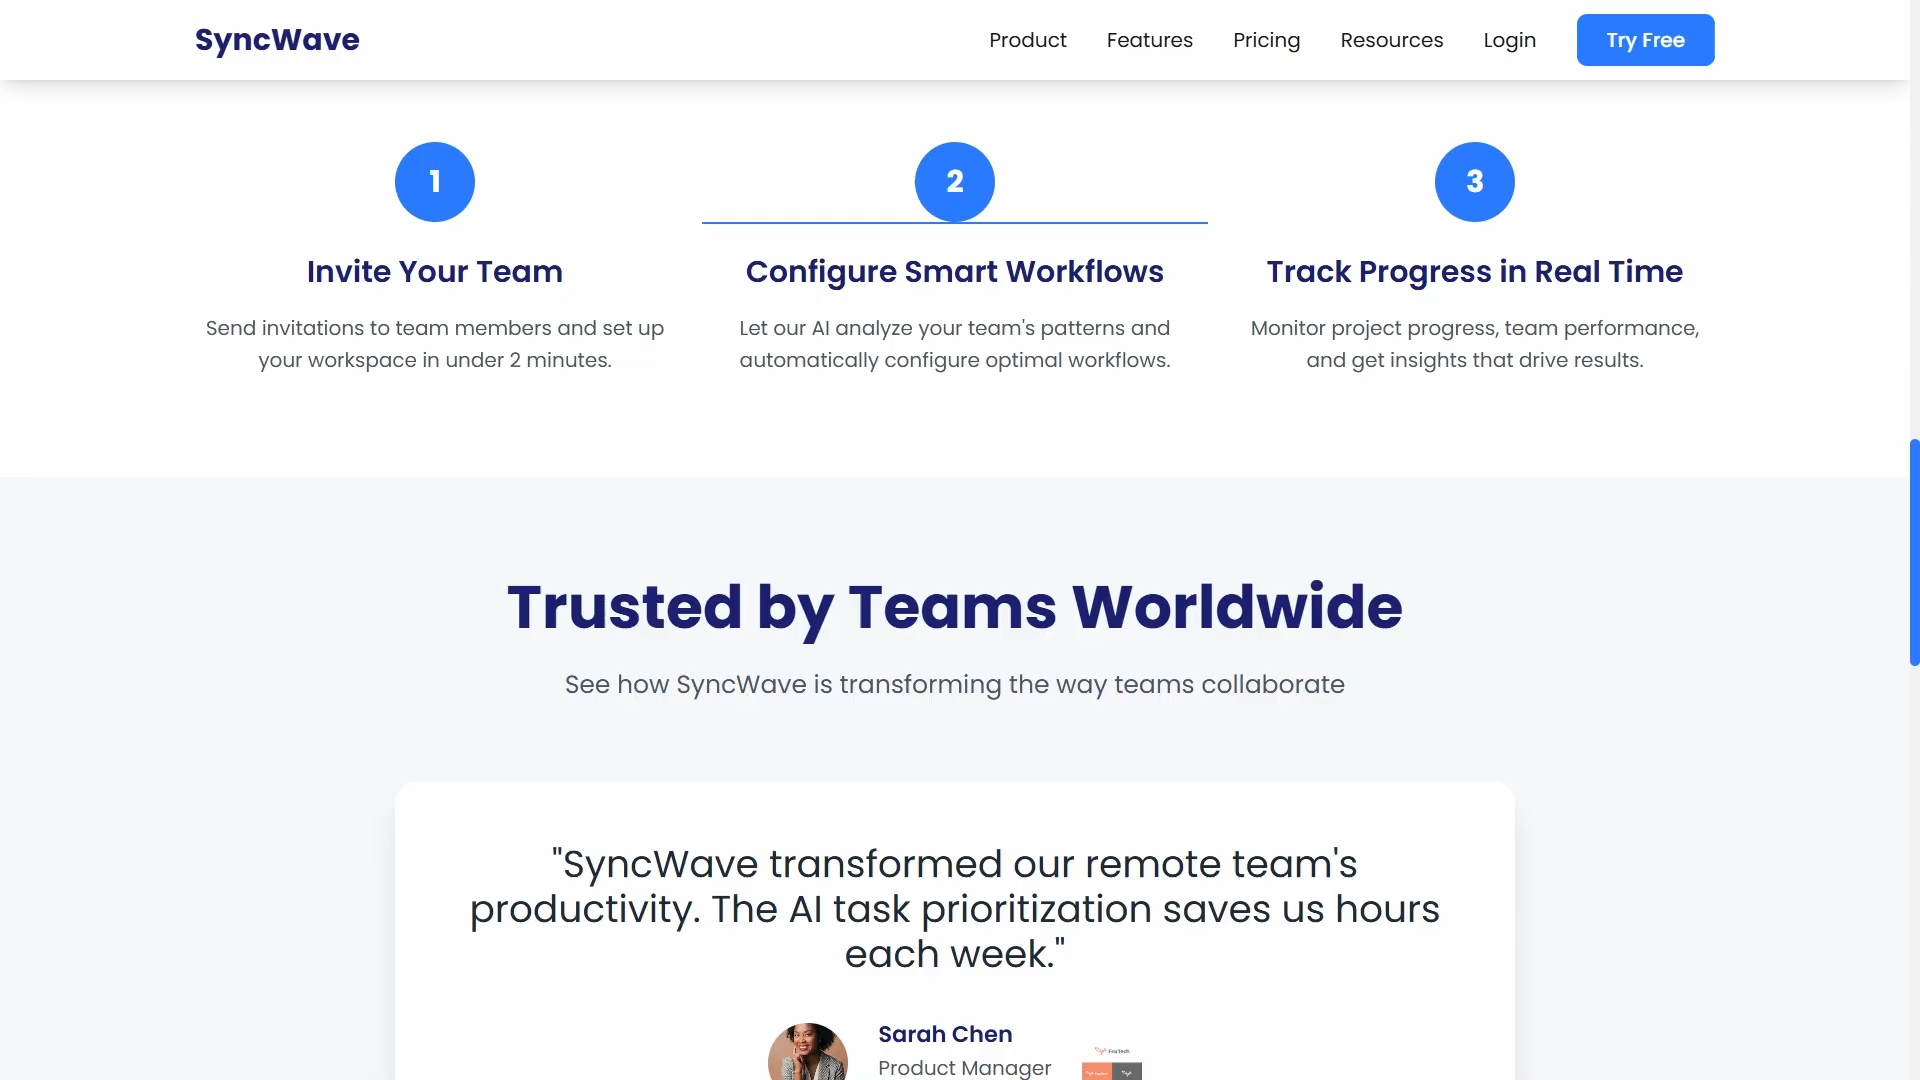 SyncWave
Product
Features
Pricing
Resources
Login
Try Free
1
2
3
Invite Your Team
Send invitations to team members and set up
your workspace in under 2 minutes.
Configure Smart Workflows
Let our AI analyze your team's patterns and
automatically configure optimal workflows.
Track Progress in Real Time
Monitor project progress, team performance,
and get insights that drive results.
Trusted by Teams Worldwide
See how SyncWave is transforming the way teams collaborate
"SyncWave transformed our remote team's
productivity. The AI task prioritization saves us hours
each week."
Sarah Chen
Product Manager
FoxTech